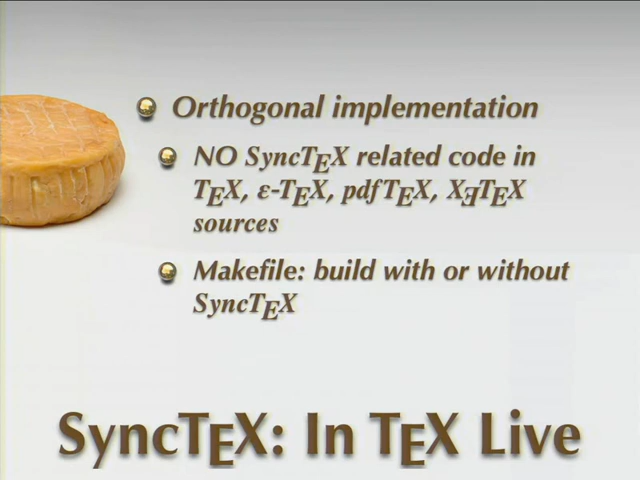 Orthogonal implementation
NO SyncTEX related code in
TEX, ε-TEX, pdfTEX, XƎTEX
sources
Makefile: build with or without
SyncTEX
SyncTEX: In TEX Live